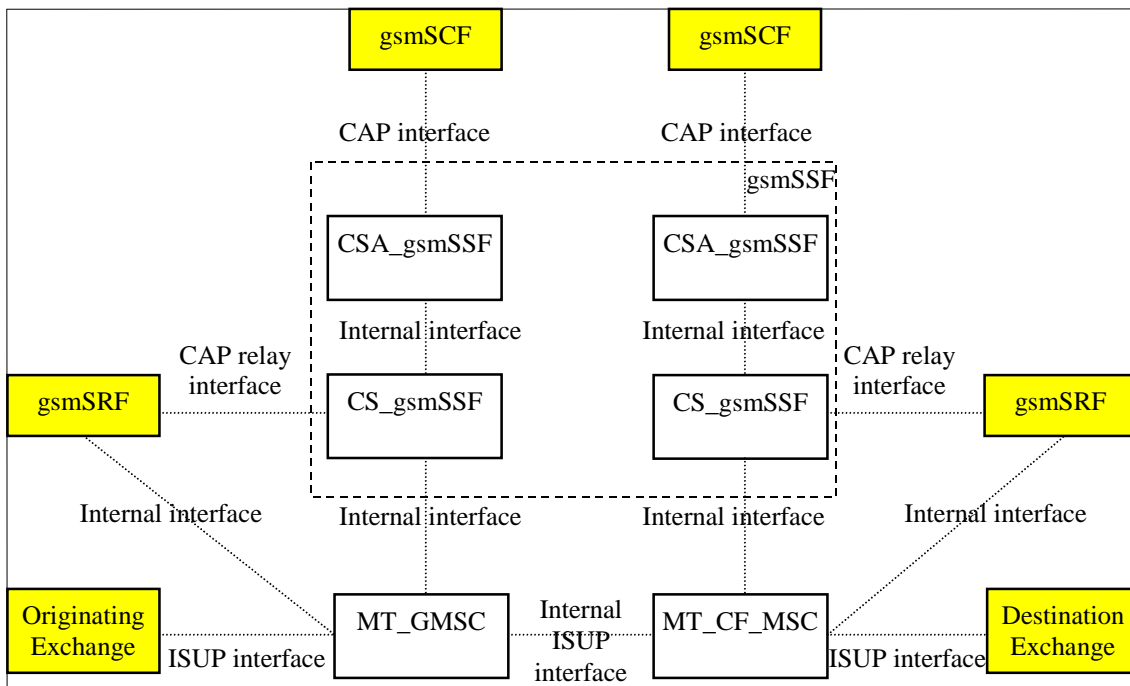 gsmSCF
gsmSCF
CAP interface
CAP interface
gsmSSF
CSA_gsmSSF
CSA_gsmSSF
Internal interface
Internal interface
CAP relay
interface
CAP relay
interface
gsmSRF
CS_gsmSSF
CS_gsmSSF
gsmSRF
Internal interface
Internal interface
Internal interface
Internal interface
Originating
Exchange
ISUP interface
MT_GMSC
Internal
ISUP
interface
MT_CF_MSC
ISUP interface
Destination
Exchange